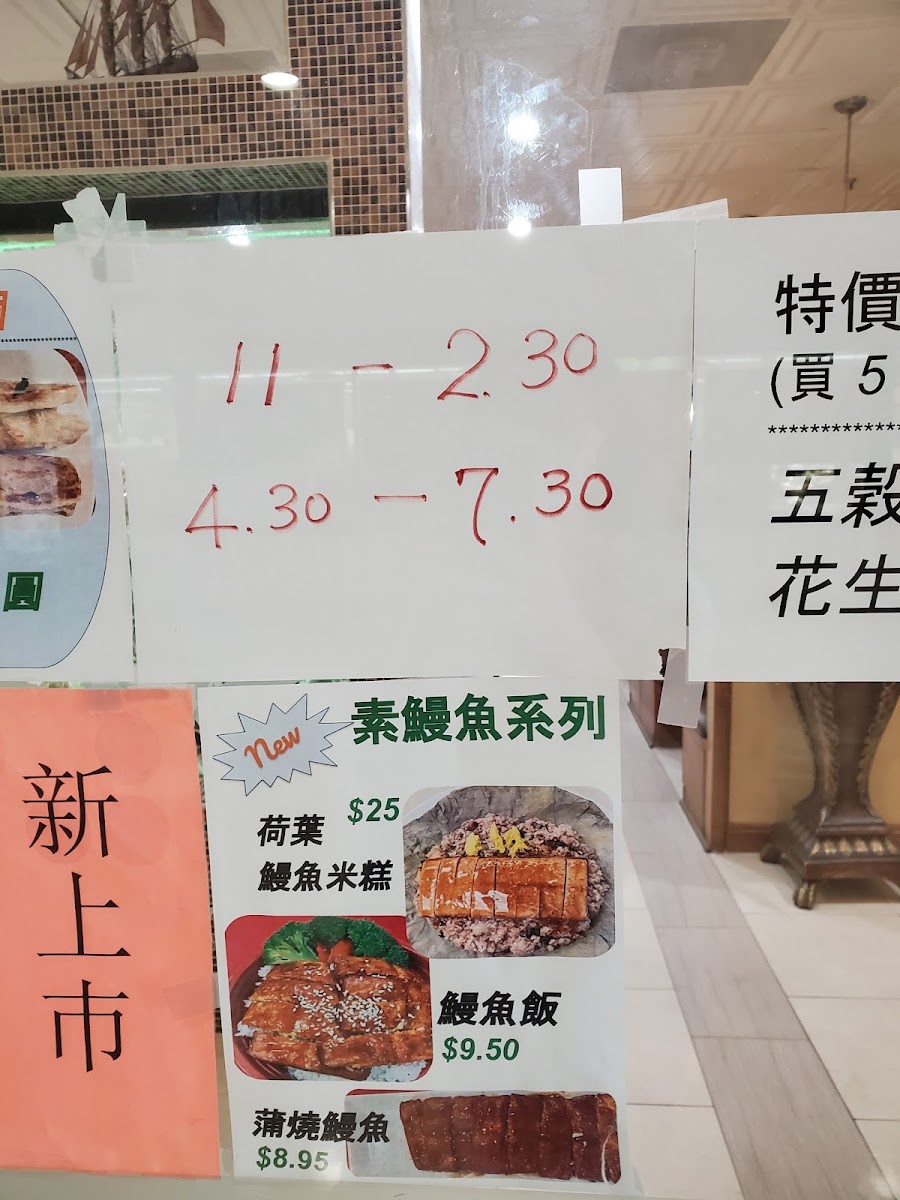 11 - 2.30
4.30 - 7.30
圓
特價
(買 5
*************
五穀
花生
新上市
New
素鰻魚系列
荷葉 $25
鰻魚米糕
鰻魚飯
$9.50
蒲燒鰻魚
$8.95